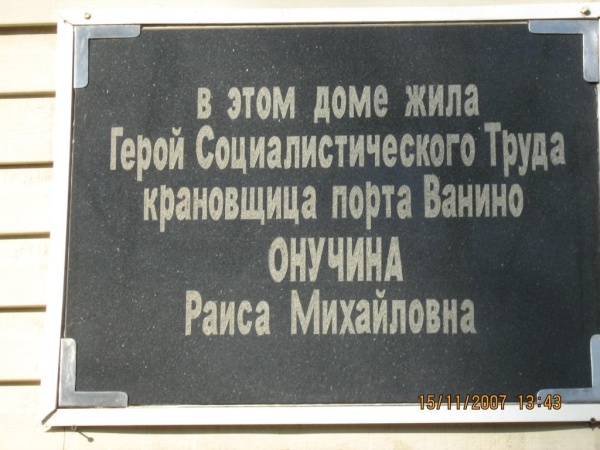 в этом доме жила
Герой Социалистического Труда
крановщица порта Ванино
ОНУЧИНА
Раиса Михайловна
15/11/2007 13:43